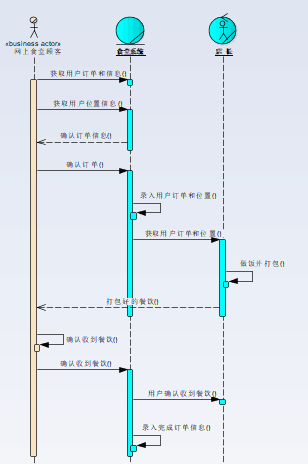 «business actor»
网上食堂顾客
食堂系统
店长
获取用户订单和信息()
获取用户位置信息()
确认订单信息()
确认订单()
录入用户订单和位置()
获取用户订单和位置()
做饭并打包()
打包好的餐饮()
确认收到餐饮()
确认收到餐饮()
用户确认收到餐饮()
录入完成订单信息()